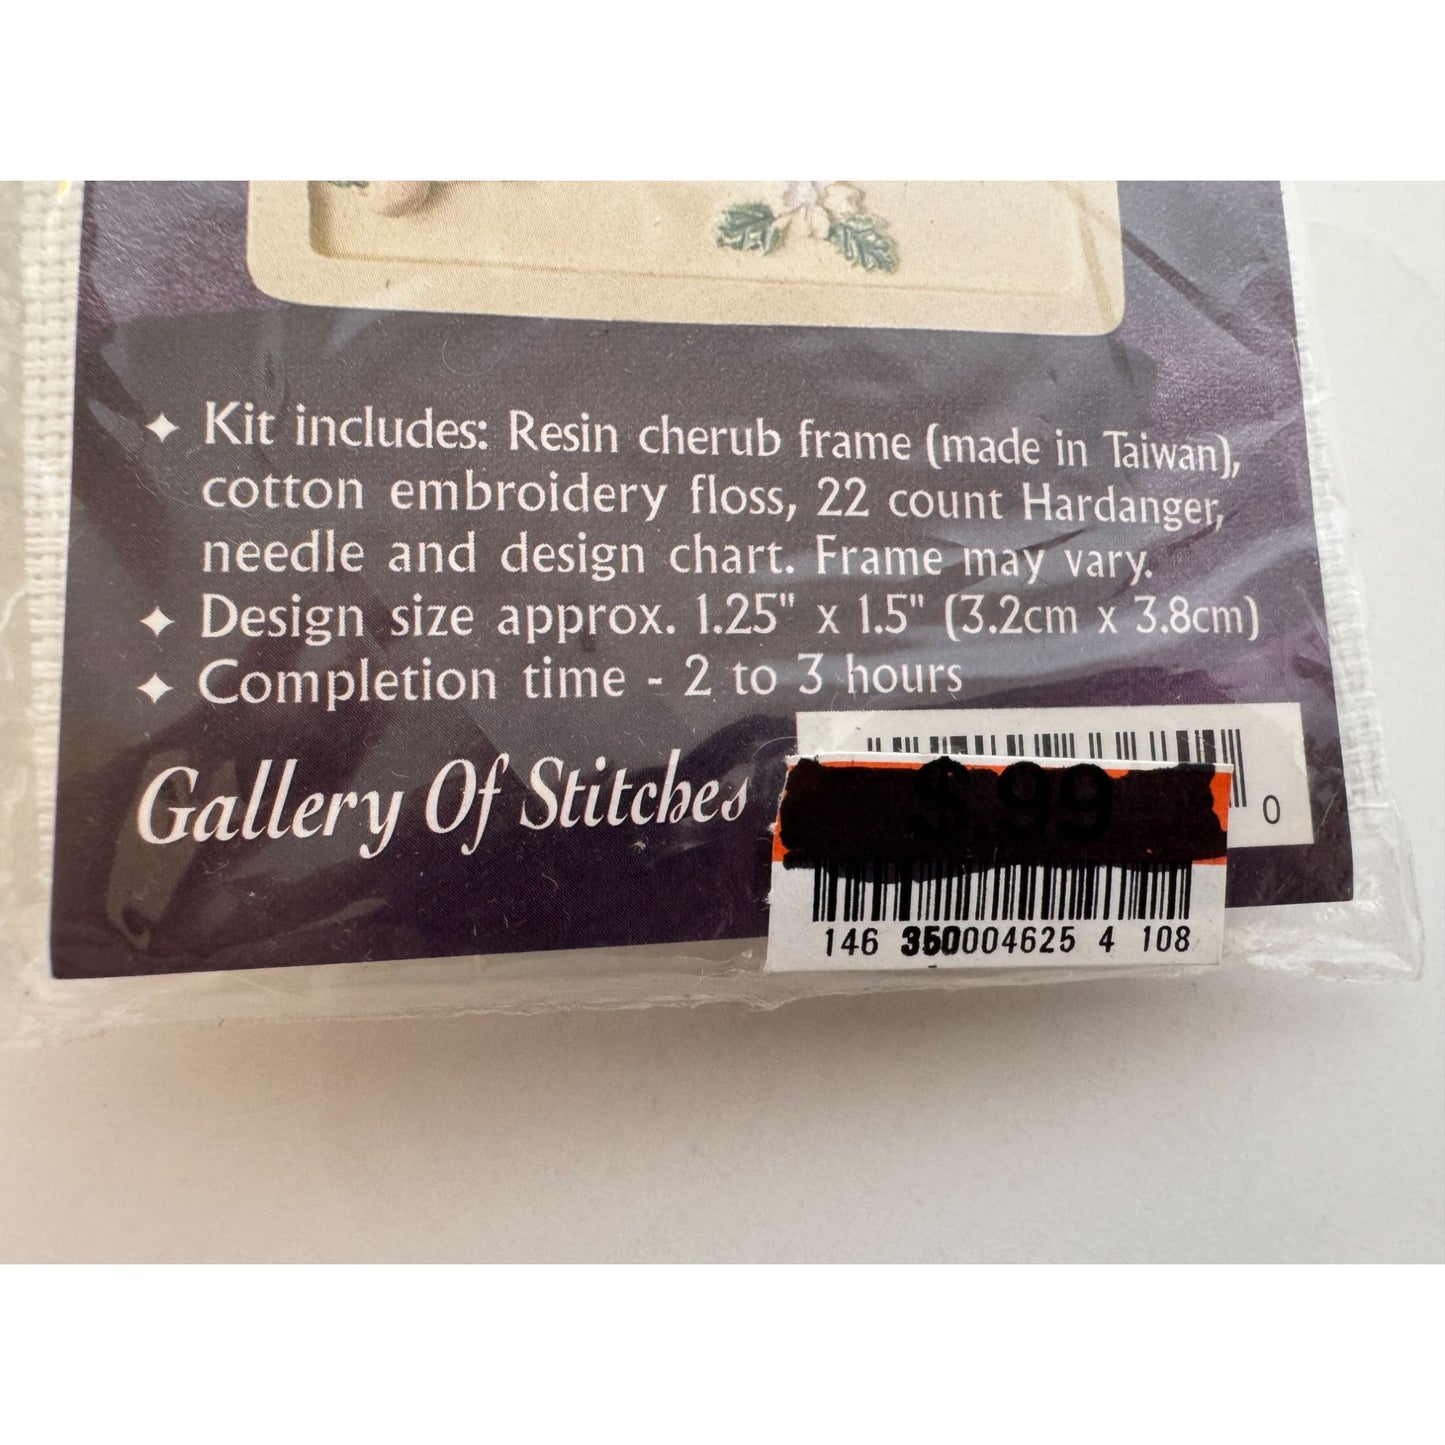 ✦ Kit includes: Resin cherub frame (made in Taiwan),
cotton embroidery floss, 22 count Hardanger,
needle and design chart. Frame may vary.
✦ Design size approx. 1.25" x 1.5" (3.2cm x 3.8cm)
✦ Completion time - 2 to 3 hours
Gallery Of Stitches
0
$.99
146 350004625 4 108